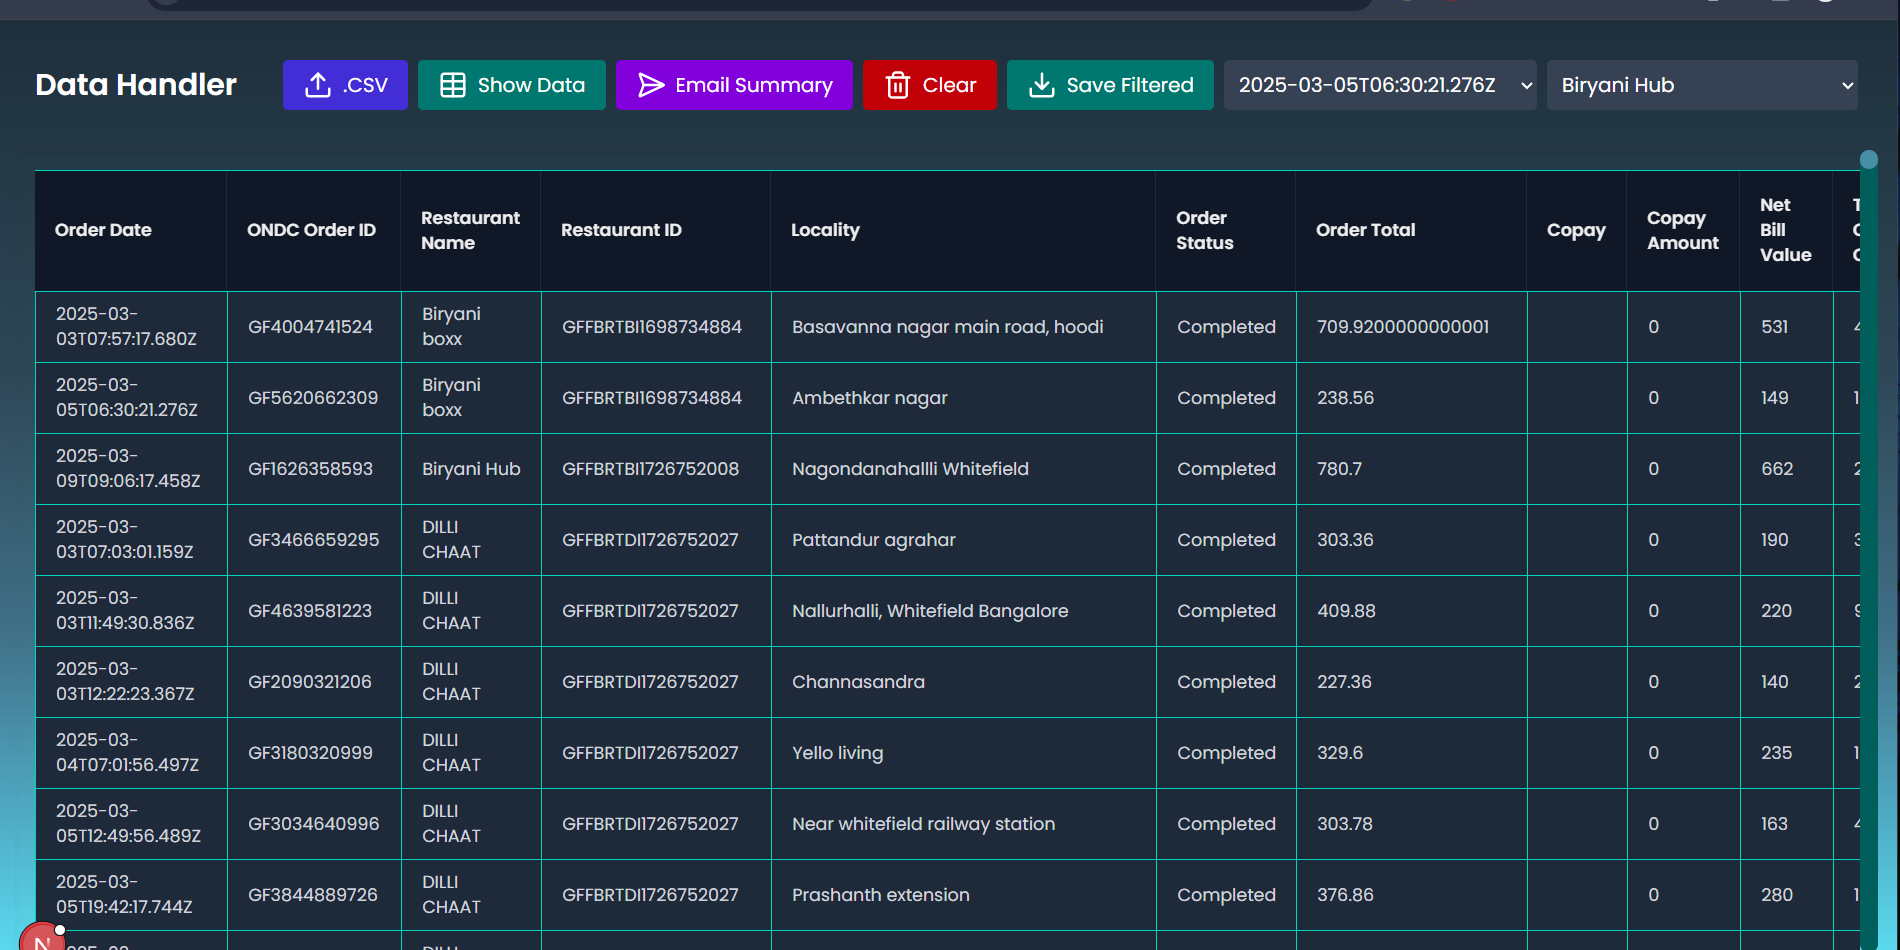 Data Handler .CSV Show Data Email Summary Clear Save Filtered 2025-03-05T06:30:21.276Z Biryani Hub
Order Date ONDC Order ID Restaurant Name Restaurant ID Locality Order Status Order Total Copay Copay Amount Net Bill Value
2025-03-03T07:57:17.680Z GF4004741524 Biryani boxx GFFBRTBI1698734884 Basavanna nagar main road, hoodi Completed 709.9200000000001 0 531
2025-03-05T06:30:21.276Z GF5620662309 Biryani boxx GFFBRTBI1698734884 Ambethkar nagar Completed 238.56 0 149
2025-03-09T09:06:17.458Z GF1626358593 Biryani Hub GFFBRTBI1726752008 Nagondanahallli Whitefield Completed 780.7 0 662
2025-03-03T07:03:01.159Z GF3466659295 DILLI CHAAT GFFBRTDI1726752027 Pattandur agrahar Completed 303.36 0 190
2025-03-03T11:49:30.836Z GF4639581223 DILLI CHAAT GFFBRTDI1726752027 Nallurhalli, Whitefield Bangalore Completed 409.88 0 220
2025-03-03T12:22:23.367Z GF2090321206 DILLI CHAAT GFFBRTDI1726752027 Channasandra Completed 227.36 0 140
2025-03-04T07:01:56.497Z GF3180320999 DILLI CHAAT GFFBRTDI1726752027 Yello living Completed 329.6 0 235
2025-03-05T12:49:56.489Z GF3034640996 DILLI CHAAT GFFBRTDI1726752027 Near whitefield railway station Completed 303.78 0 163
2025-03-05T19:42:17.744Z GF3844889726 DILLI CHAAT GFFBRTDI1726752027 Prashanth extension Completed 376.86 0 280
N